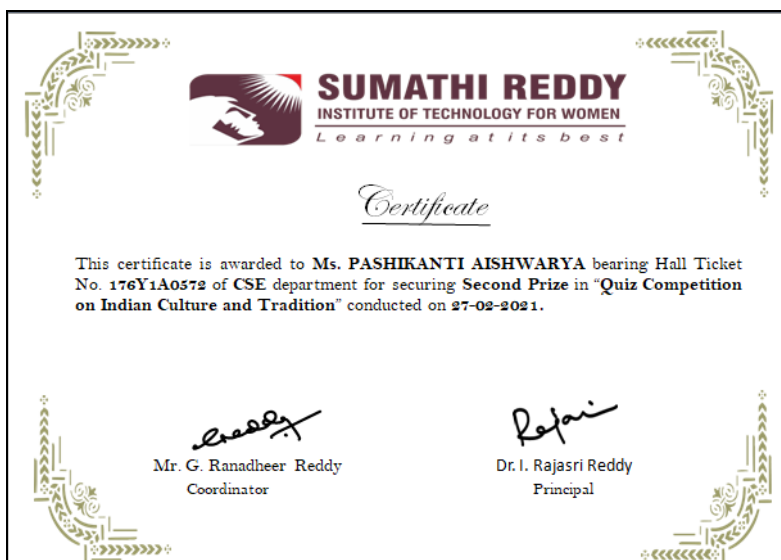 SUMATHI REDDY
INSTITUTE OF TECHNOLOGY FOR WOMEN
Learning at its best
Certificate
This certificate is awarded to Ms. PASHIKANTI AISHWARYA bearing Hall Ticket
No. 176Y1A0572 of CSE department for securing Second Prize in “Quiz Competition
on Indian Culture and Tradition” conducted on 27-02-2021.
Mr. G. Ranadheer Reddy
Coordinator
Dr. I. Rajasri Reddy
Principal